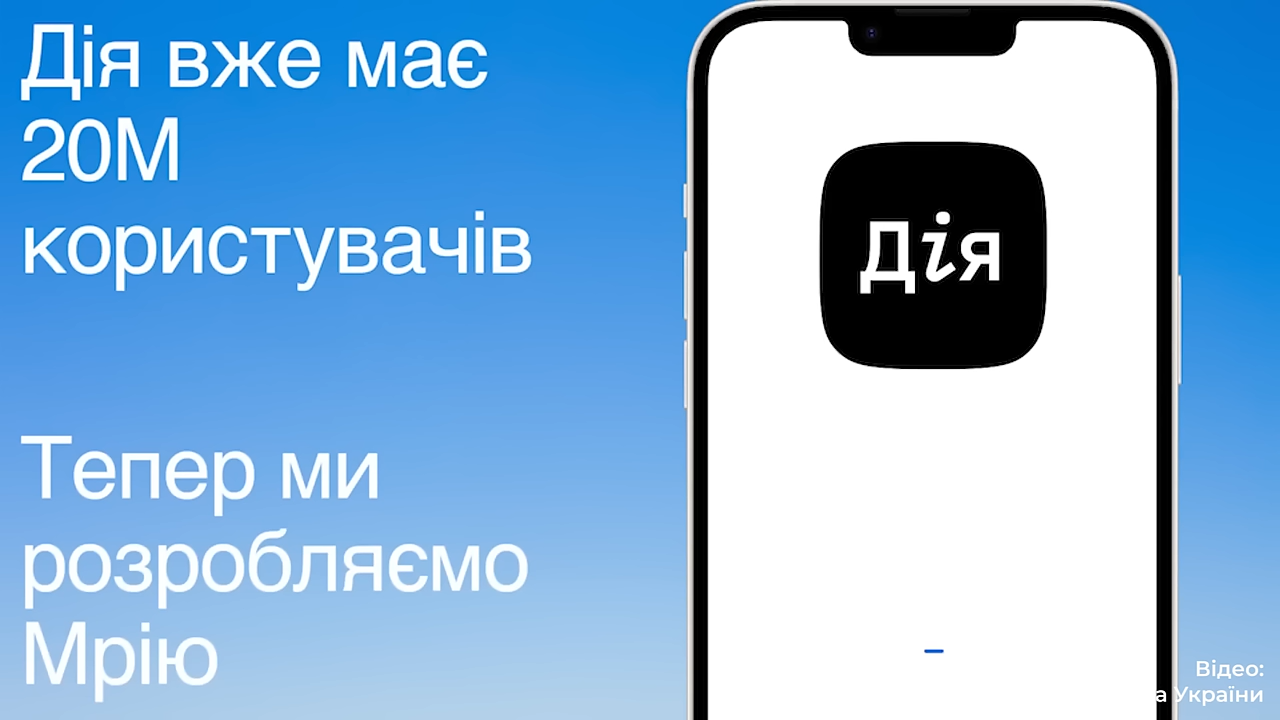 Дія вже має
20М
користувачів
Тепер ми
розробляємо
Мрію
Дія
Відео:
України